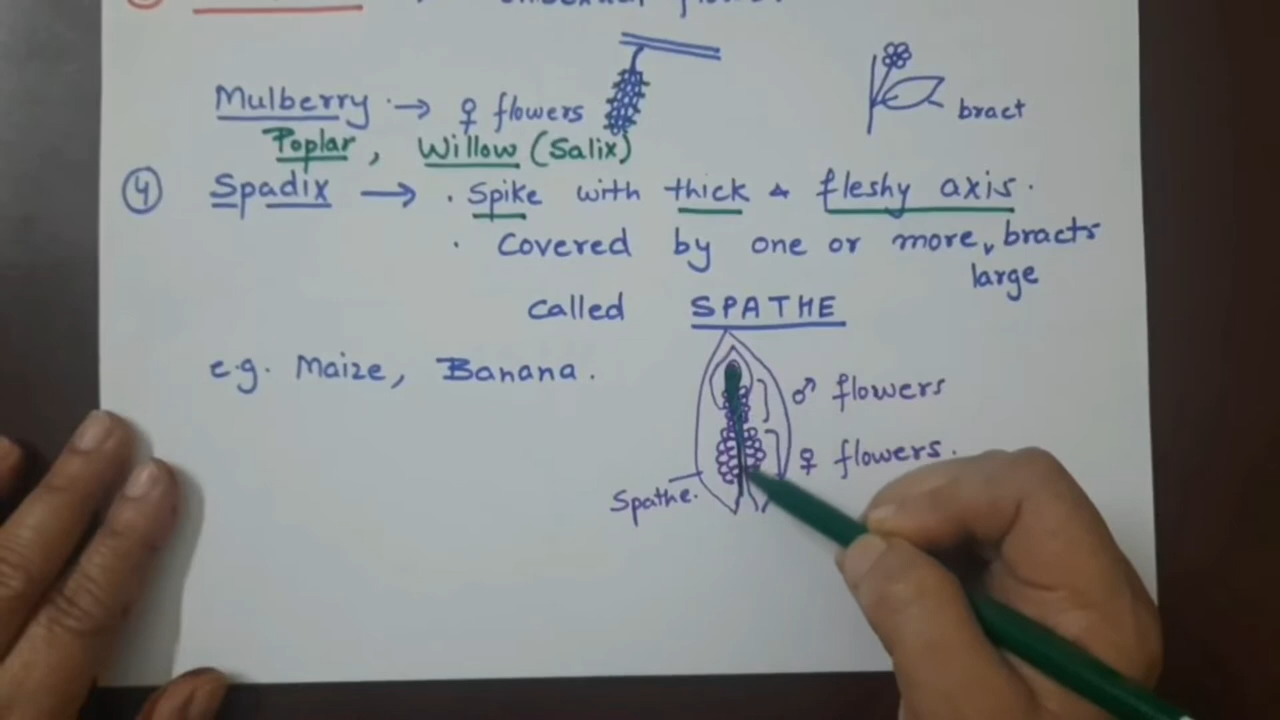 Mulberry → ♀ flowers
bract
Poplar, Willow (Salix)
④ Spadix → . Spike with thick & fleshy axis.
. Covered by one or more, bracts
large
called SPATHE
e.g. Maize, Banana.
♂ flowers
♀ flowers.
Spathe.